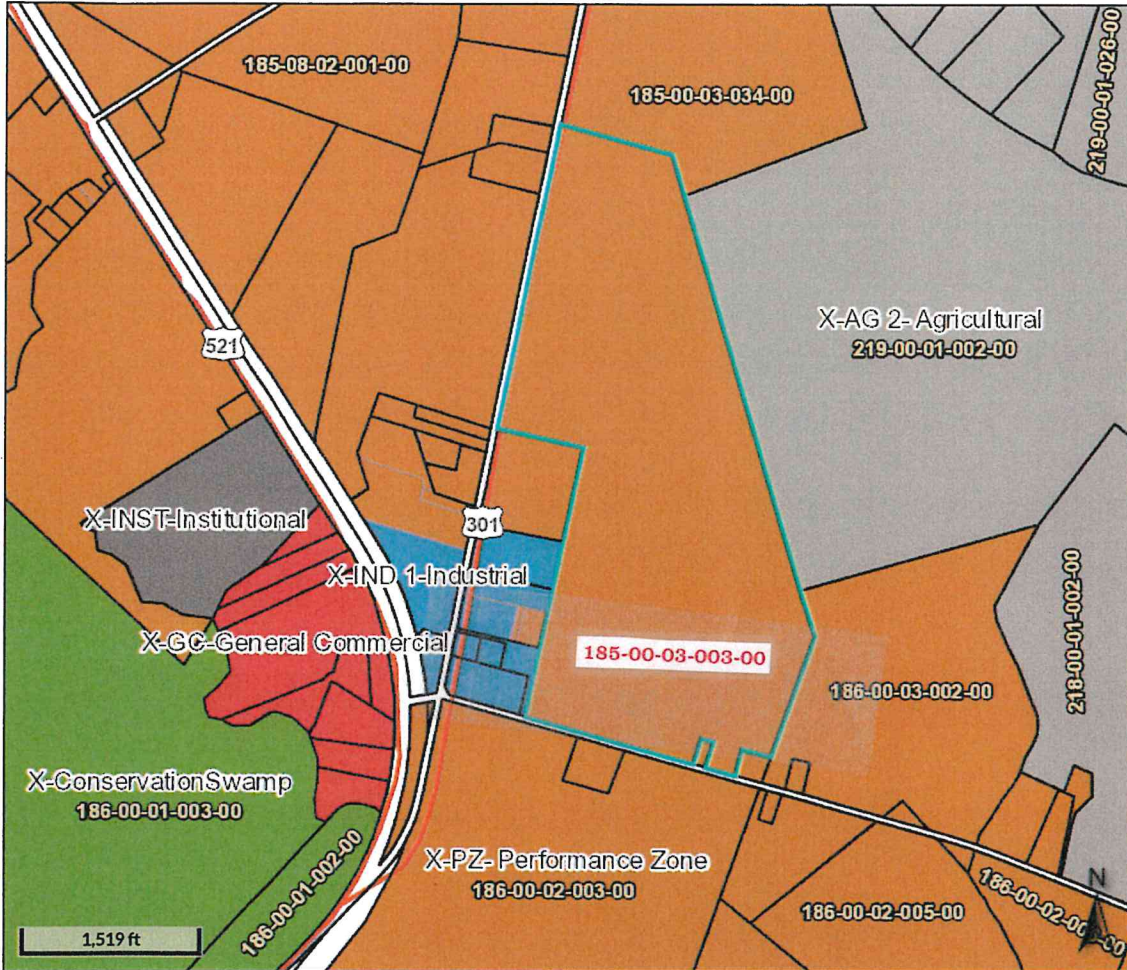 185-08-02-001-00
185-00-03-034-00
219-00-01-026-00
X-AG 2- Agricultural
219-00-01-002-00
521
X-INST-Institutional
301
X-IND 1-Industrial
X-GC-General Commercial
185-00-03-003-00
218-00-01-002-00
186-00-03-002-00
X-ConservationSwamp
186-00-01-003-00
X-PZ- Performance Zone
186-00-02-003-00
186-00-01-002-00
186-00-02-005-00
N
1,519 ft